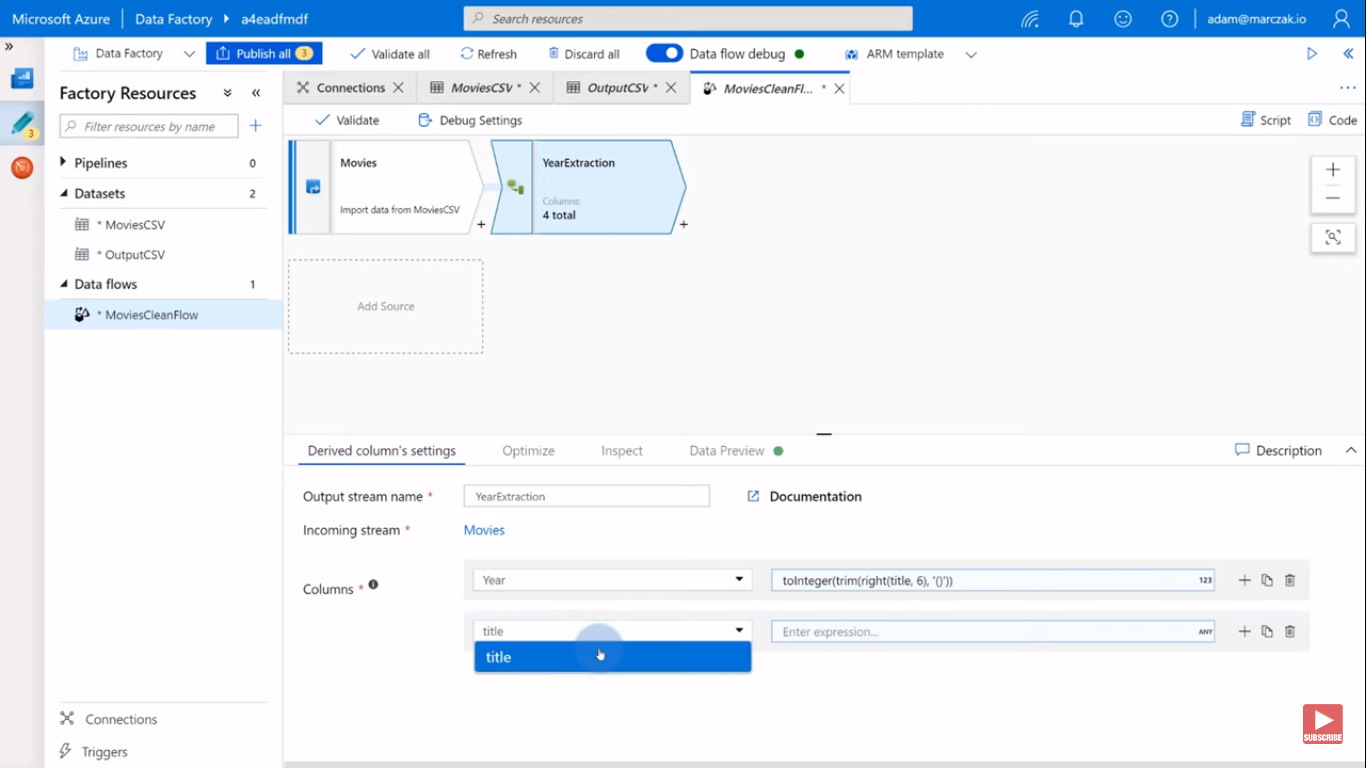 Microsoft Azure Data Factory a4eadfmdf Search resources adam@marczak.io
Data Factory Publish all 3 Validate all Refresh Discard all Data flow debug ARM template
Factory Resources Connections MoviesCSV * OutputCSV * MoviesCleanFl... *
Filter resources by name Validate Debug Settings Script Code
3
Pipelines 0
Datasets 2
* MoviesCSV
* OutputCSV
Data flows 1
* MoviesCleanFlow
Movies
Import data from MoviesCSV
YearExtraction
Columns:
4 total
Add Source
Derived column's settings Optimize Inspect Data Preview Description
Output stream name * YearExtraction Documentation
Incoming stream * Movies
Columns * Year toInteger(trim(right(title, 6), '()')) 123
title Enter expression... ANY
title
Connections
Triggers
SUBSCRIBE